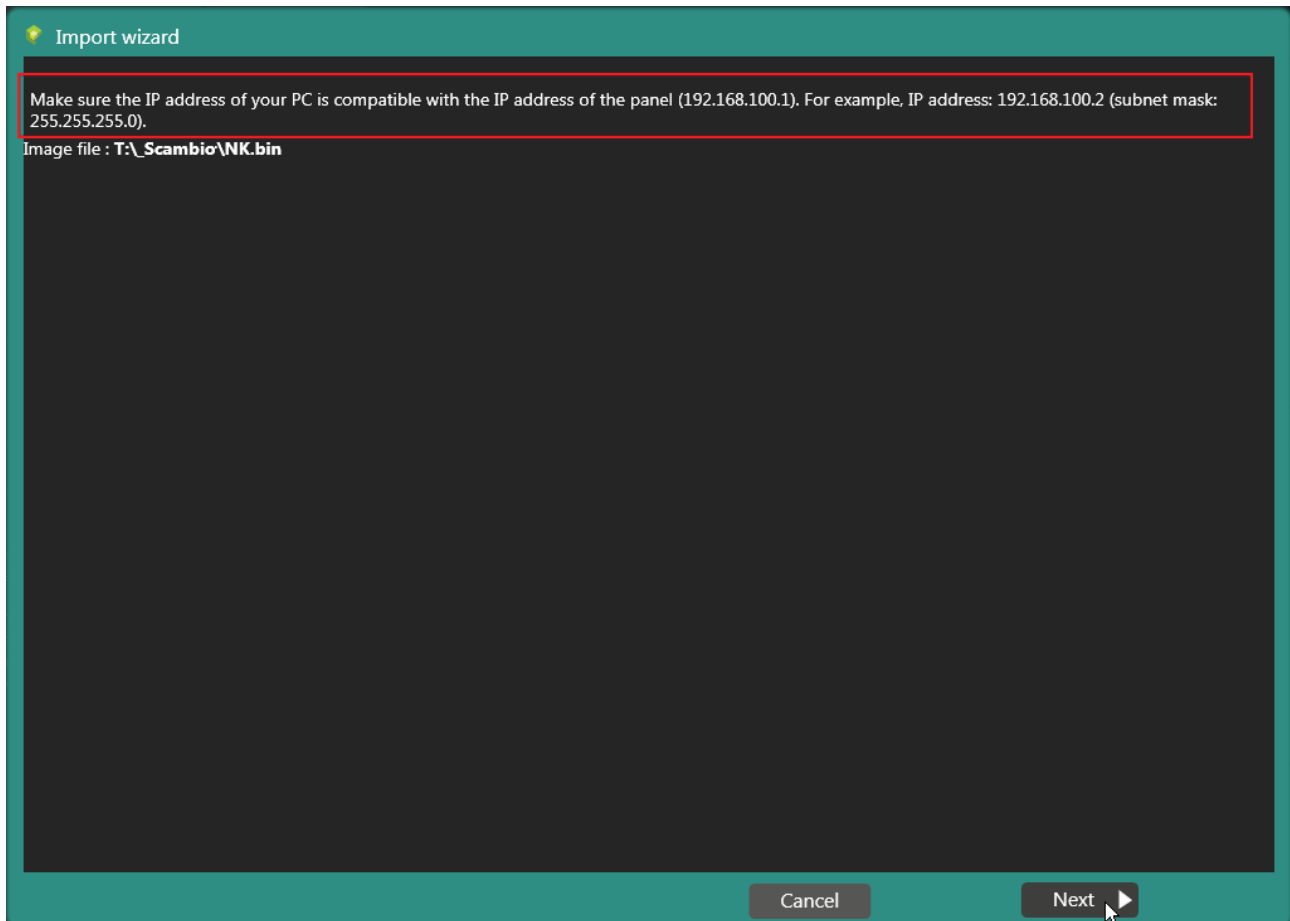 Import wizard
Make sure the IP address of your PC is compatible with the IP address of the panel (192.168.100.1). For example, IP address: 192.168.100.2 (subnet mask:
255.255.255.0).
Image file : T:\_Scambio\NK.bin
Cancel
Next